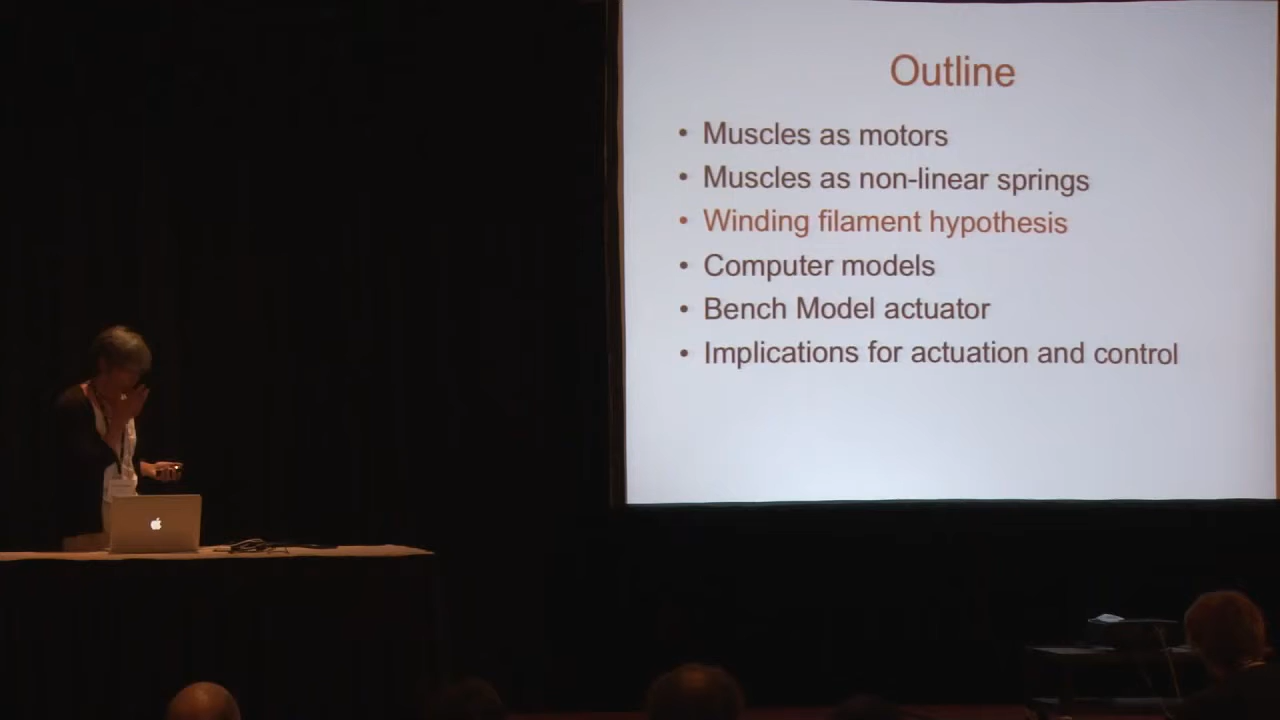 Outline
• Muscles as motors
• Muscles as non-linear springs
• Winding filament hypothesis
• Computer models
• Bench Model actuator
• Implications for actuation and control